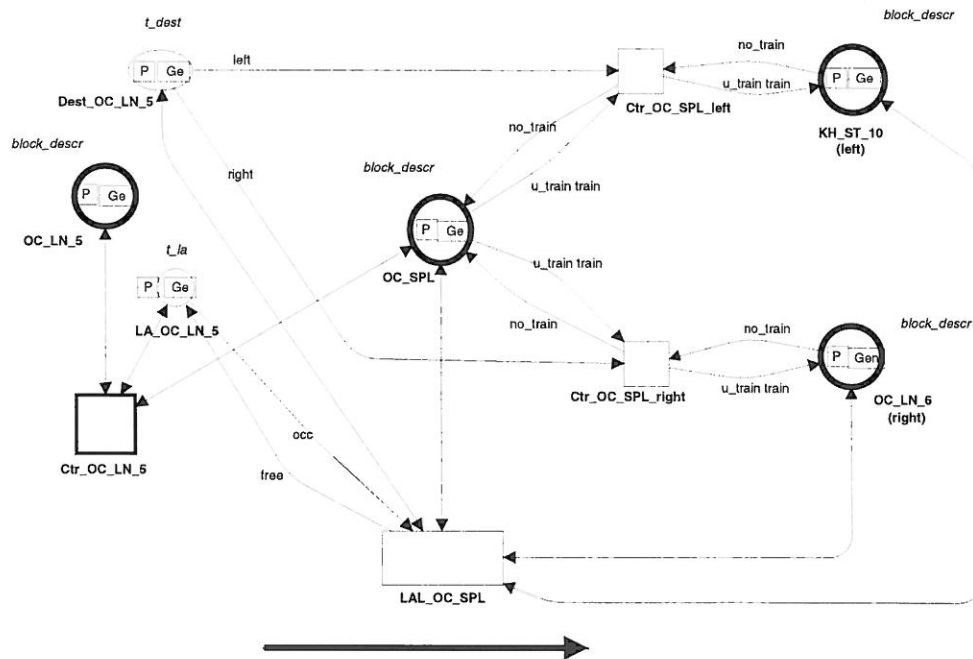 t_dest
block_descr
P Ge
left
no_train
P Ge
Dest_OC_LN_5
u_train train
Ctr_OC_SPL_left
KH_ST_10
(left)
no_train
block_descr
block_descr
right
u_train train
P Ge
P Ge
OC_LN_5
t_la
OC_SPL
u_train train
P Ge
LA_OC_LN_5
no_train
no_train
block_descr
P Gen
u_train train
Ctr_OC_SPL_right
OC_LN_6
(right)
occ
Ctr_OC_LN_5
free
LAL_OC_SPL